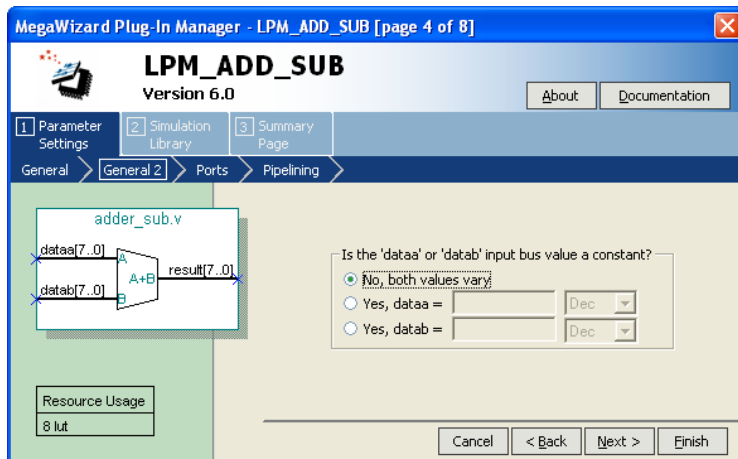 MegaWizard Plug-In Manager - LPM_ADD_SUB [page 4 of 8]
LPM_ADD_SUB
Version 6.0
About
Documentation
1 Parameter Settings
2 Simulation Library
3 Summary Page
General
General 2
Ports
Pipelining
adder_sub.v
dataa[7..0]
A
A+B
result[7..0]
datab[7..0]
B
Is the 'dataa' or 'datab' input bus value a constant?
No, both values vary
Yes, dataa =
Dec
Yes, datab =
Dec
Resource Usage
8 lut
Cancel
< Back
Next >
Finish